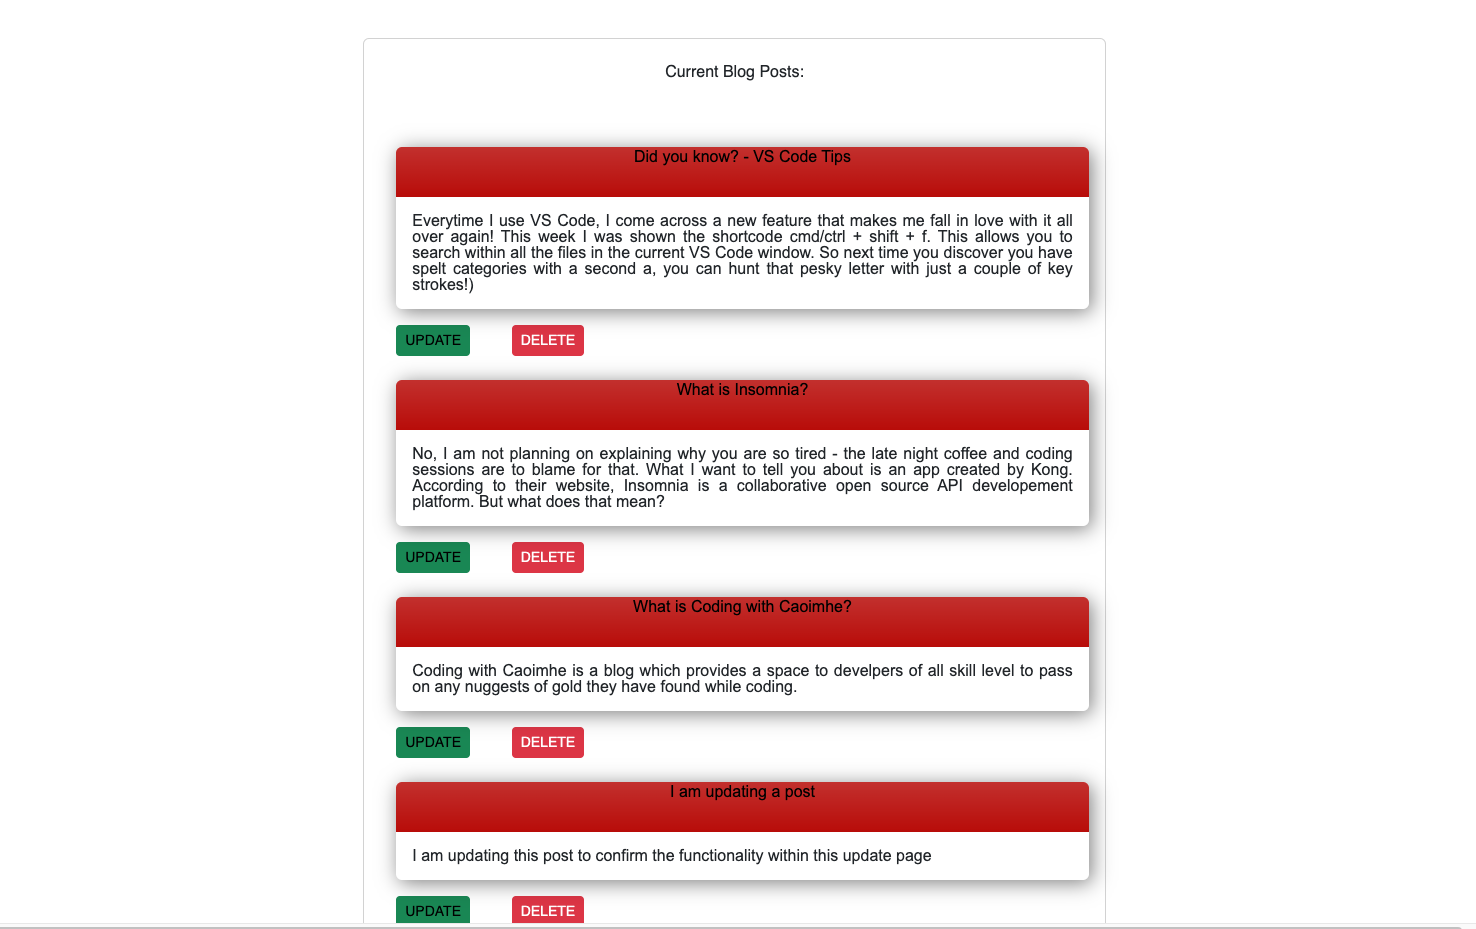 Current Blog Posts:
Did you know? - VS Code Tips
Everytime I use VS Code, I come across a new feature that makes me fall in love with it all
over again! This week I was shown the shortcode cmd/ctrl + shift + f. This allows you to
search within all the files in the current VS Code window. So next time you discover you have
spelt categories with a second a, you can hunt that pesky letter with just a couple of key
strokes!)
UPDATE DELETE
What is Insomnia?
No, I am not planning on explaining why you are so tired - the late night coffee and coding
sessions are to blame for that. What I want to tell you about is an app created by Kong.
According to their website, Insomnia is a collaborative open source API developement
platform. But what does that mean?
UPDATE DELETE
What is Coding with Caoimhe?
Coding with Caoimhe is a blog which provides a space to develpers of all skill level to pass
on any nuggests of gold they have found while coding.
UPDATE DELETE
I am updating a post
I am updating this post to confirm the functionality within this update page
UPDATE DELETE